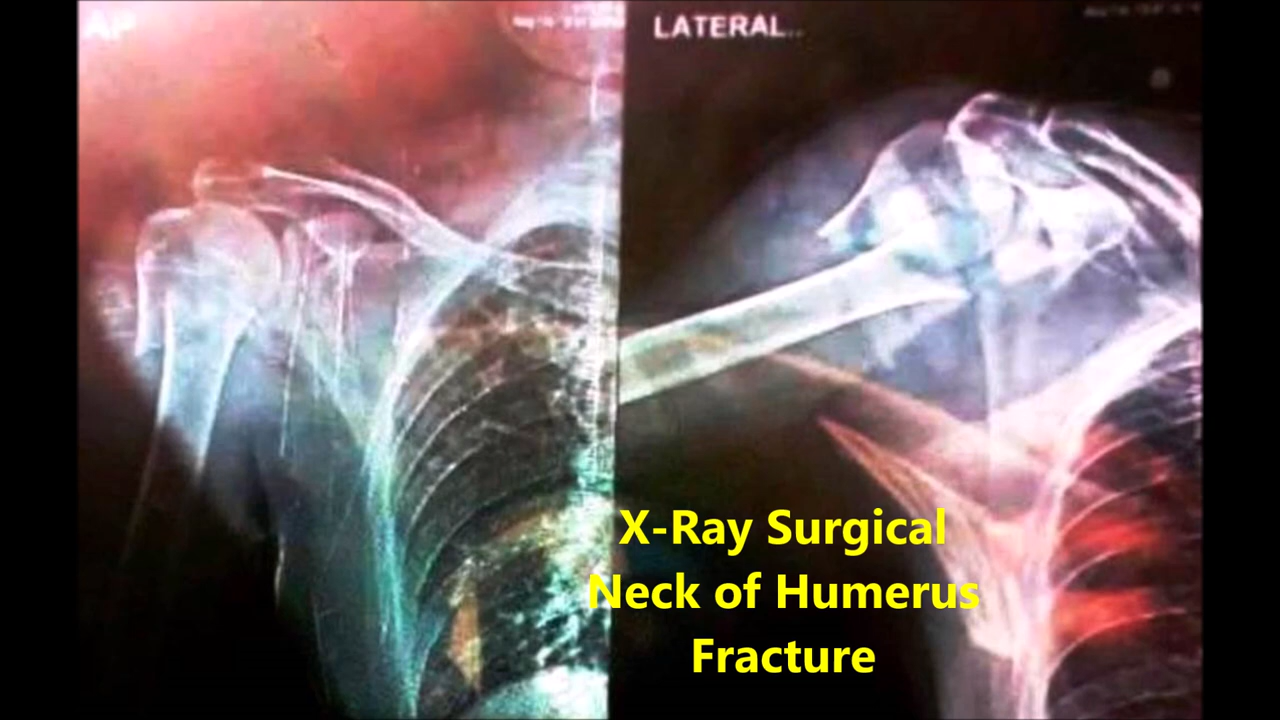 AP
LATERAL..
X-Ray Surgical
Neck of Humerus
Fracture